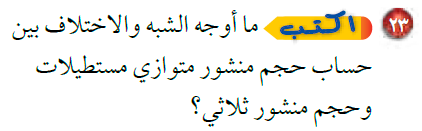 ٢٣ اكتب ما أوجه الشبه والاختلاف بين
حساب حجم منشور متوازي مستطيلات
وحجم منشور ثلاثي؟